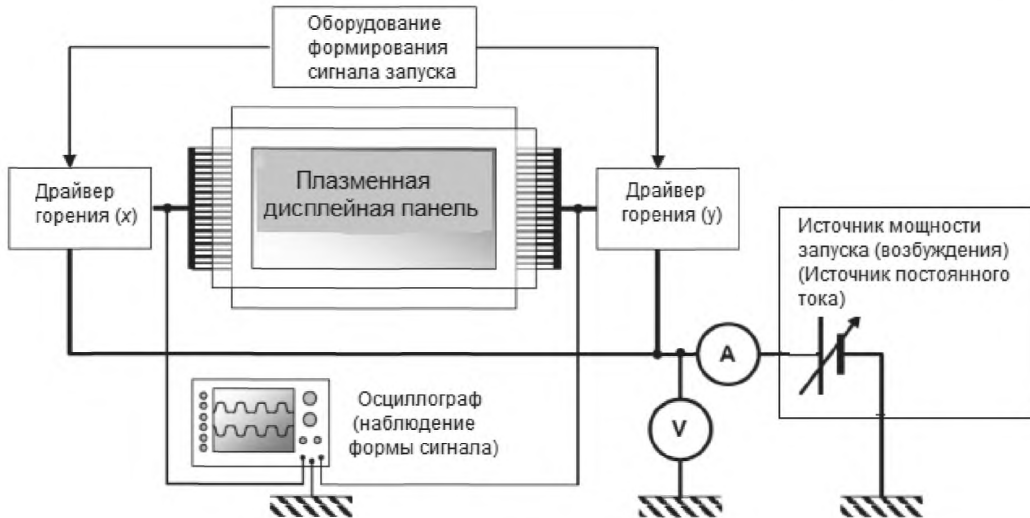 Оборудование
формирования
сигнала запуска
Драйвер
горения (x)
Плазменная
дисплейная панель
Драйвер
горения (y)
Источник мощности
запуска (возбуждения)
(Источник постоянного
тока)
A
V
Осциллограф
(наблюдение
формы сигнала)